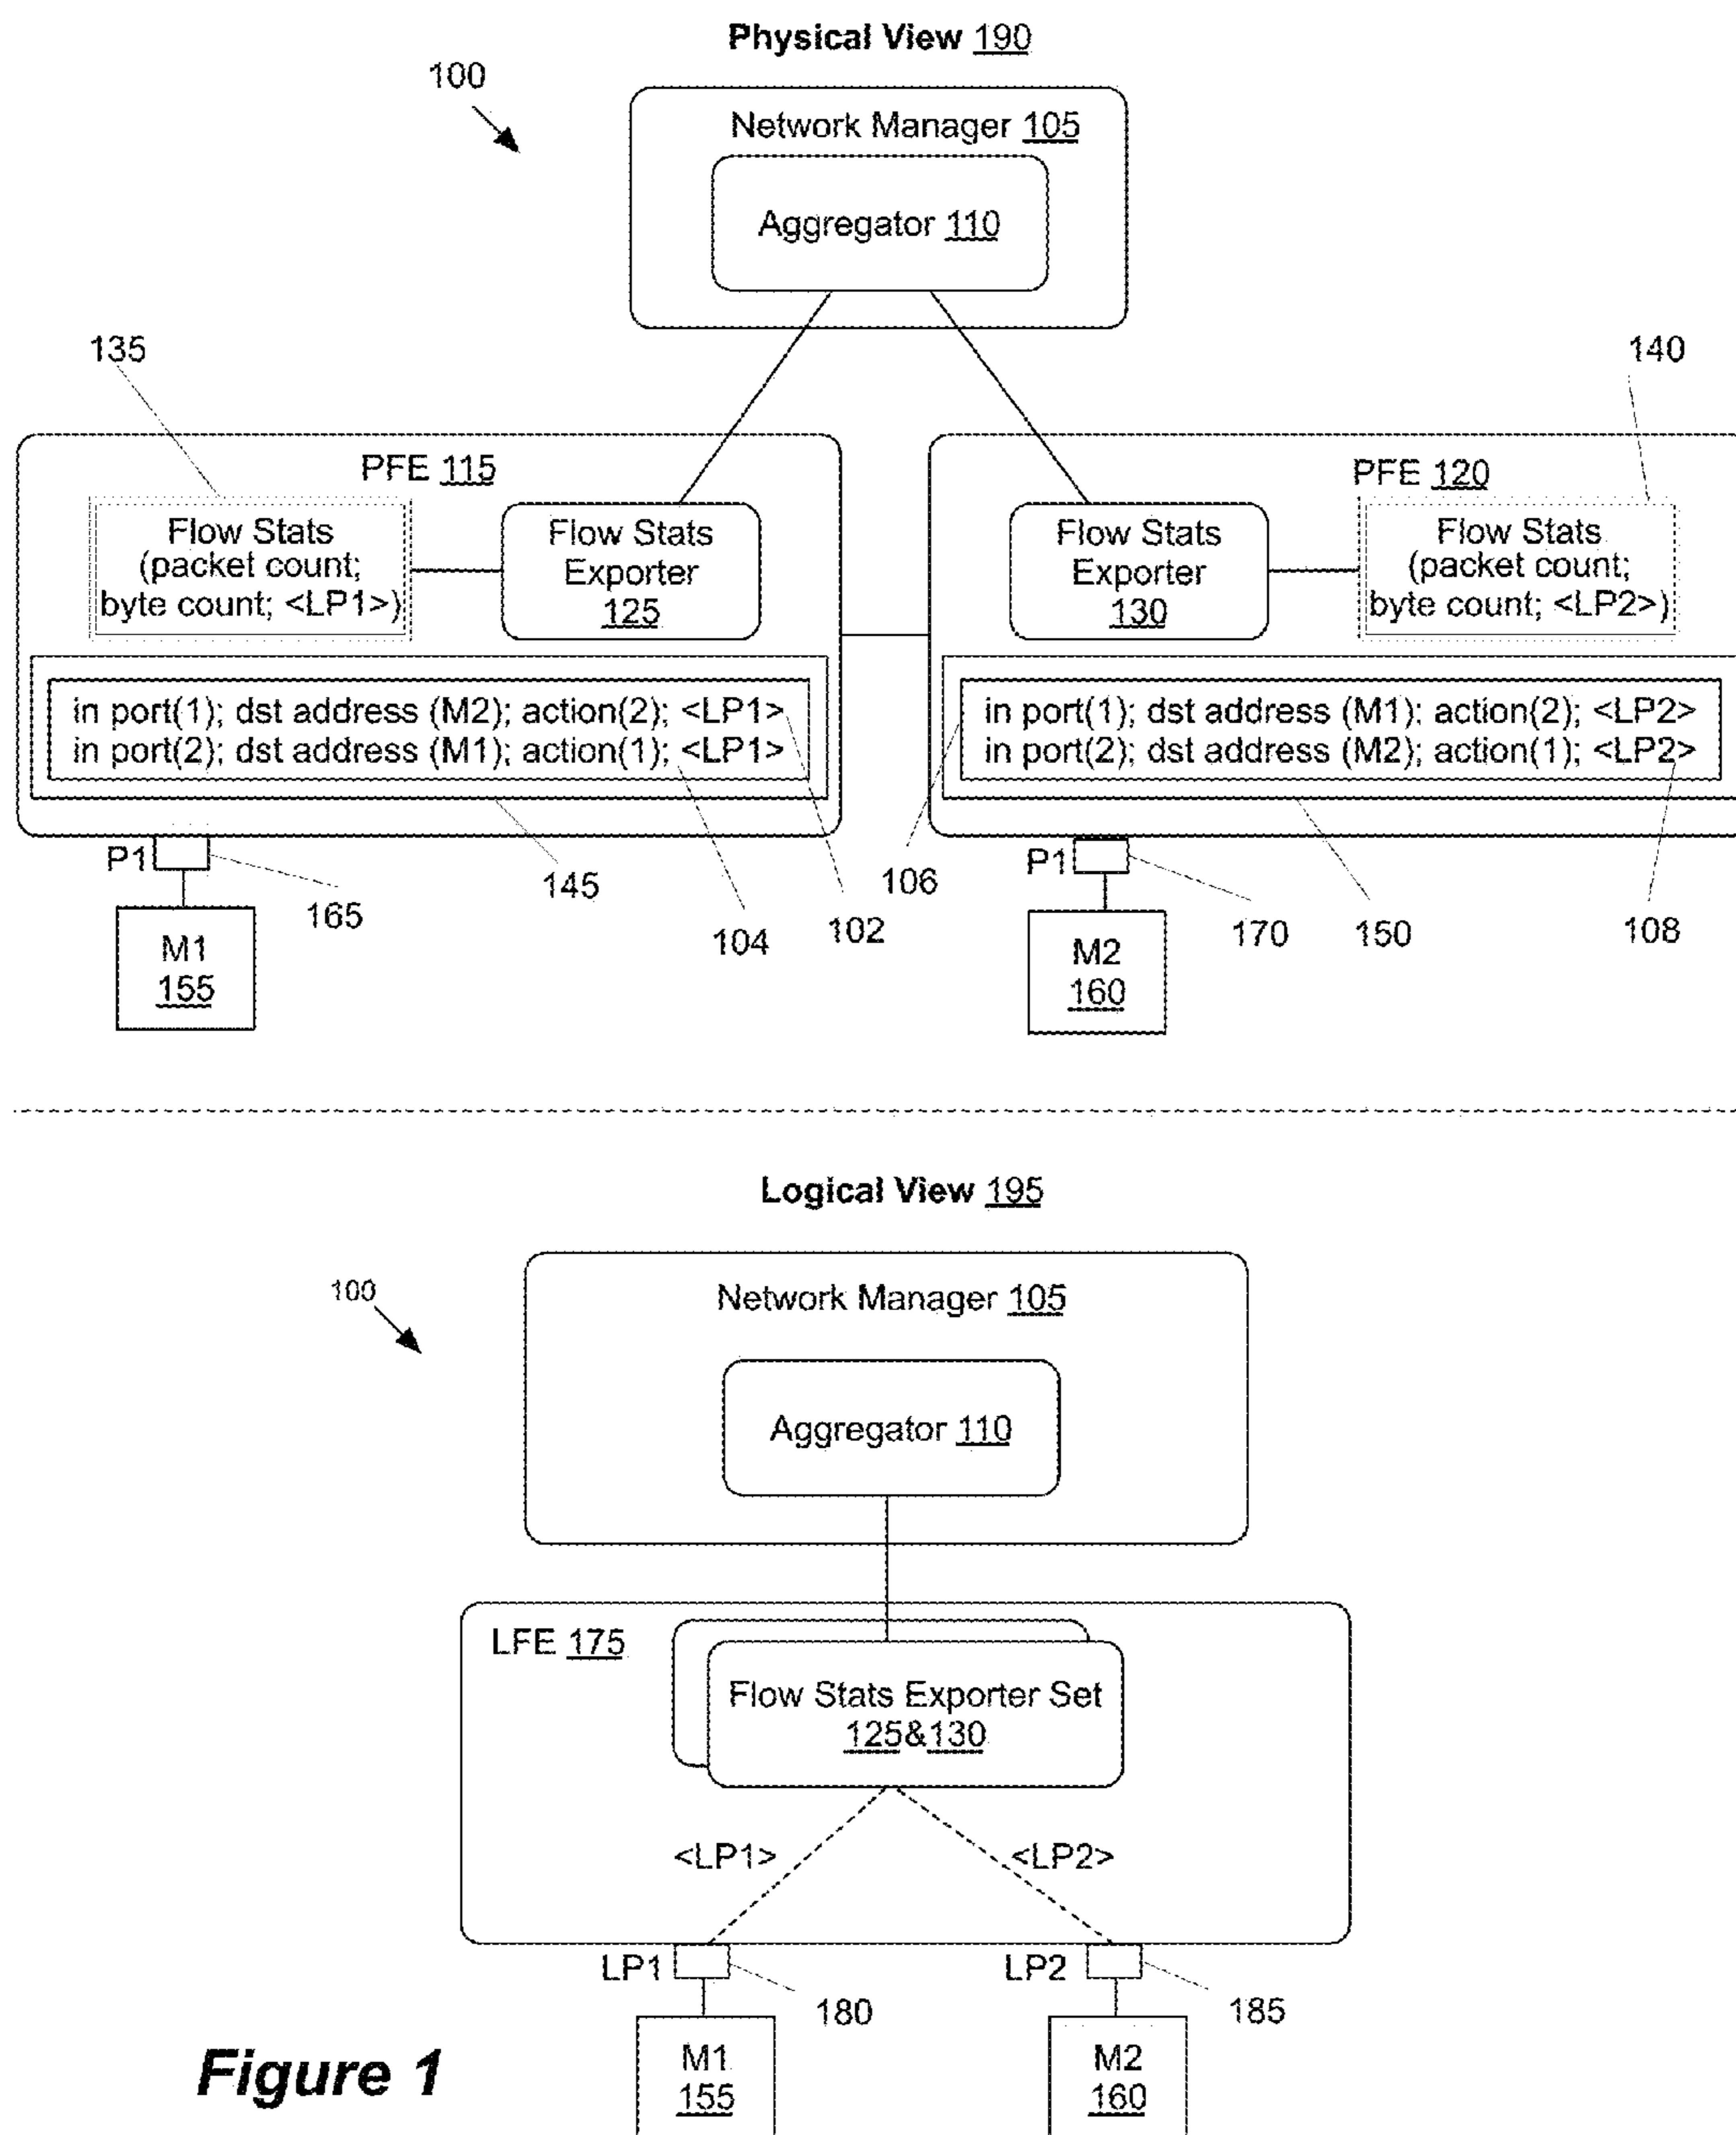 Physical View 190
100
Network Manager 105
Aggregator 110
135
140
PFE 115
Flow Stats
(packet count;
byte count; <LP1>)
Flow Stats
Exporter
125
PFE 120
Flow Stats
Exporter
130
Flow Stats
(packet count;
byte count; <LP2>)
in port(1); dst address (M2); action(2); <LP1>
in port(2); dst address (M1); action(1); <LP1>
in port(1); dst address (M1); action(2); <LP2>
in port(2); dst address (M2); action(1); <LP2>
P1
165
145
104
102
106
P1
170
150
108
M1
155
M2
160
Logical View 195
100
Network Manager 105
Aggregator 110
LFE 175
Flow Stats Exporter Set
125&130
<LP1>
<LP2>
LP1
180
LP2
185
M1
155
M2
160
Figure 1